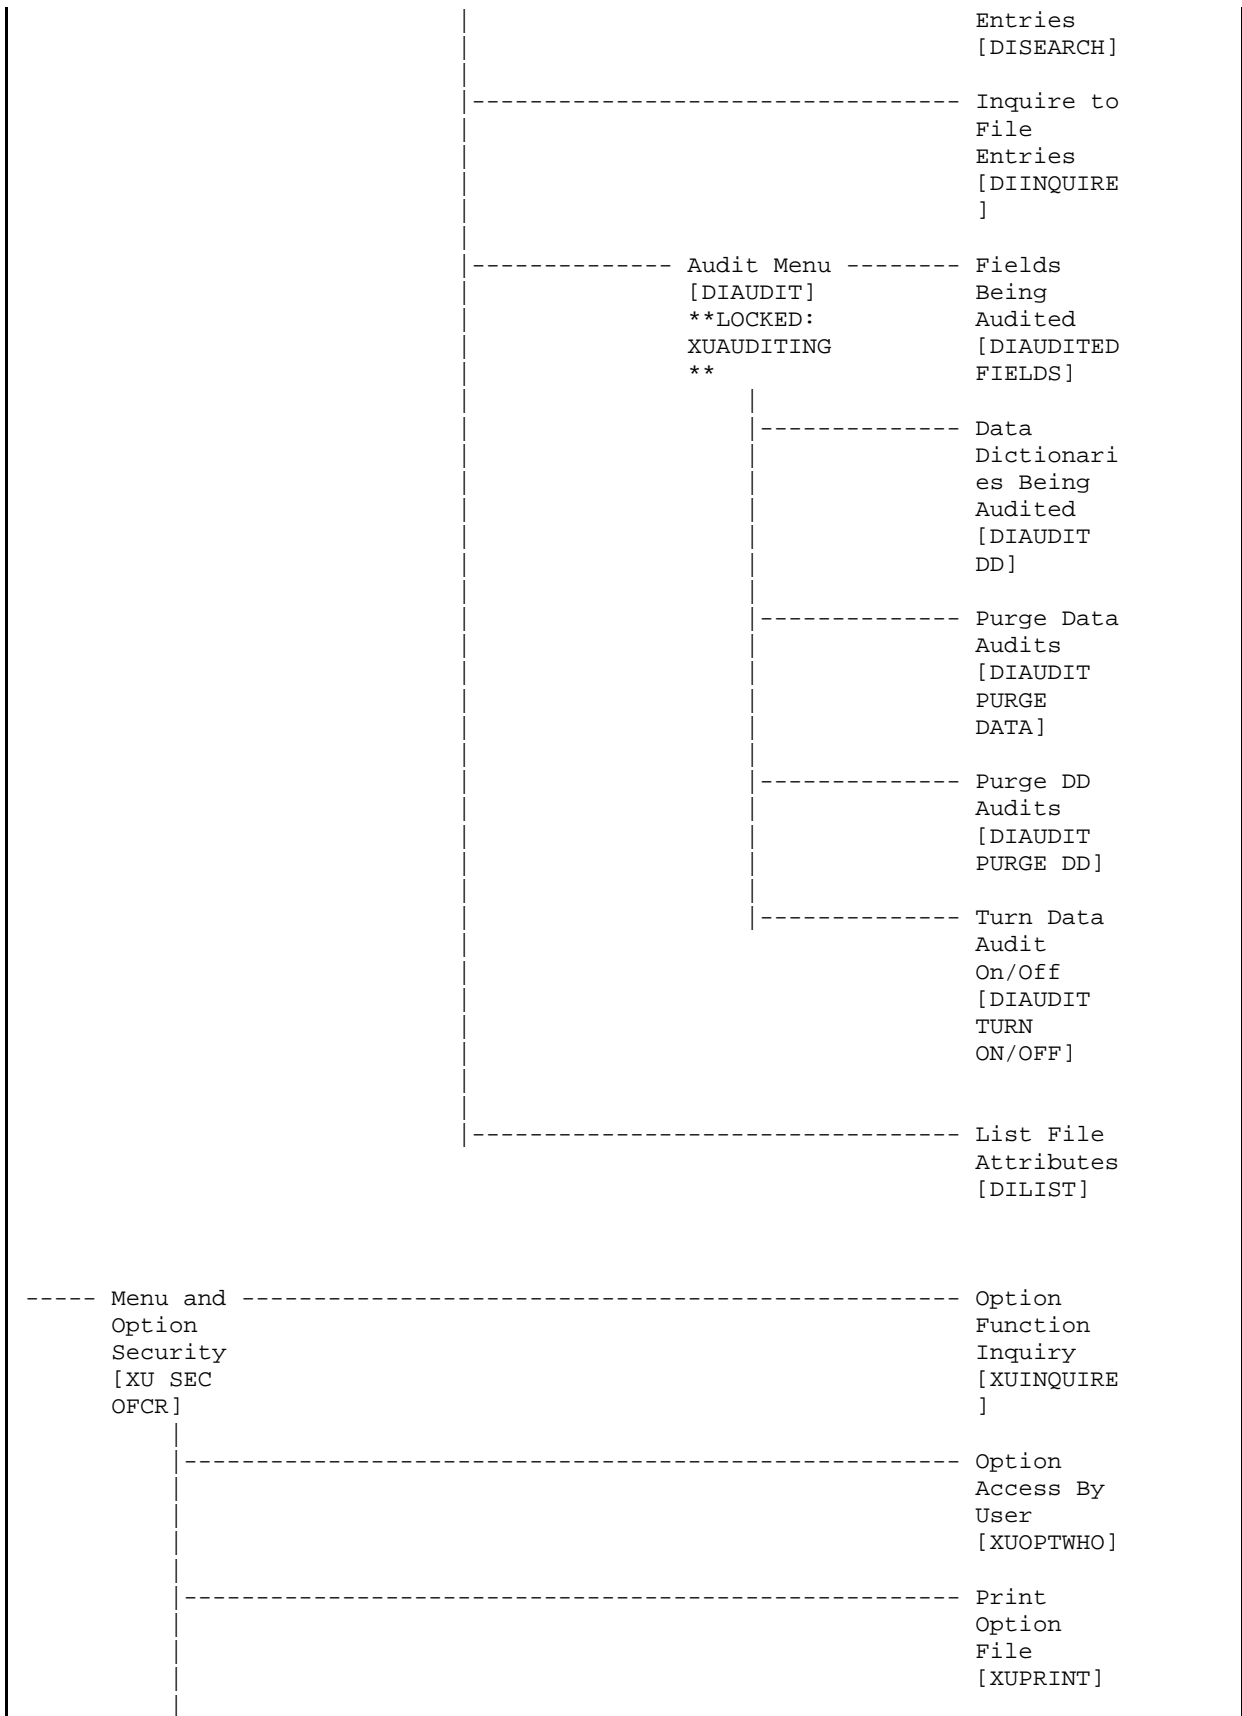 Entries
[DISEARCH]
|--------------------------------- Inquire to
File
Entries
[DIINQUIRE
]
|-------------- Audit Menu -------- Fields
[DIAUDIT] Being
**LOCKED: Audited
XUAUDITING [DIAUDITED
** FIELDS]
|-------------- Data
Dictionari
es Being
Audited
[DIAUDIT
DD]
|-------------- Purge Data
Audits
[DIAUDIT
PURGE
DATA]
|-------------- Purge DD
Audits
[DIAUDIT
PURGE DD]
|-------------- Turn Data
Audit
On/Off
[DIAUDIT
TURN
ON/OFF]
|--------------------------------- List File
Attributes
[DILIST]
----- Menu and -------------------------------------------------- Option
Option Function
Security Inquiry
[XU SEC [XUINQUIRE
OFCR] ]
|------------------------------------------------------ Option
Access By
User
[XUOPTWHO]
|------------------------------------------------------ Print
Option
File
[XUPRINT]